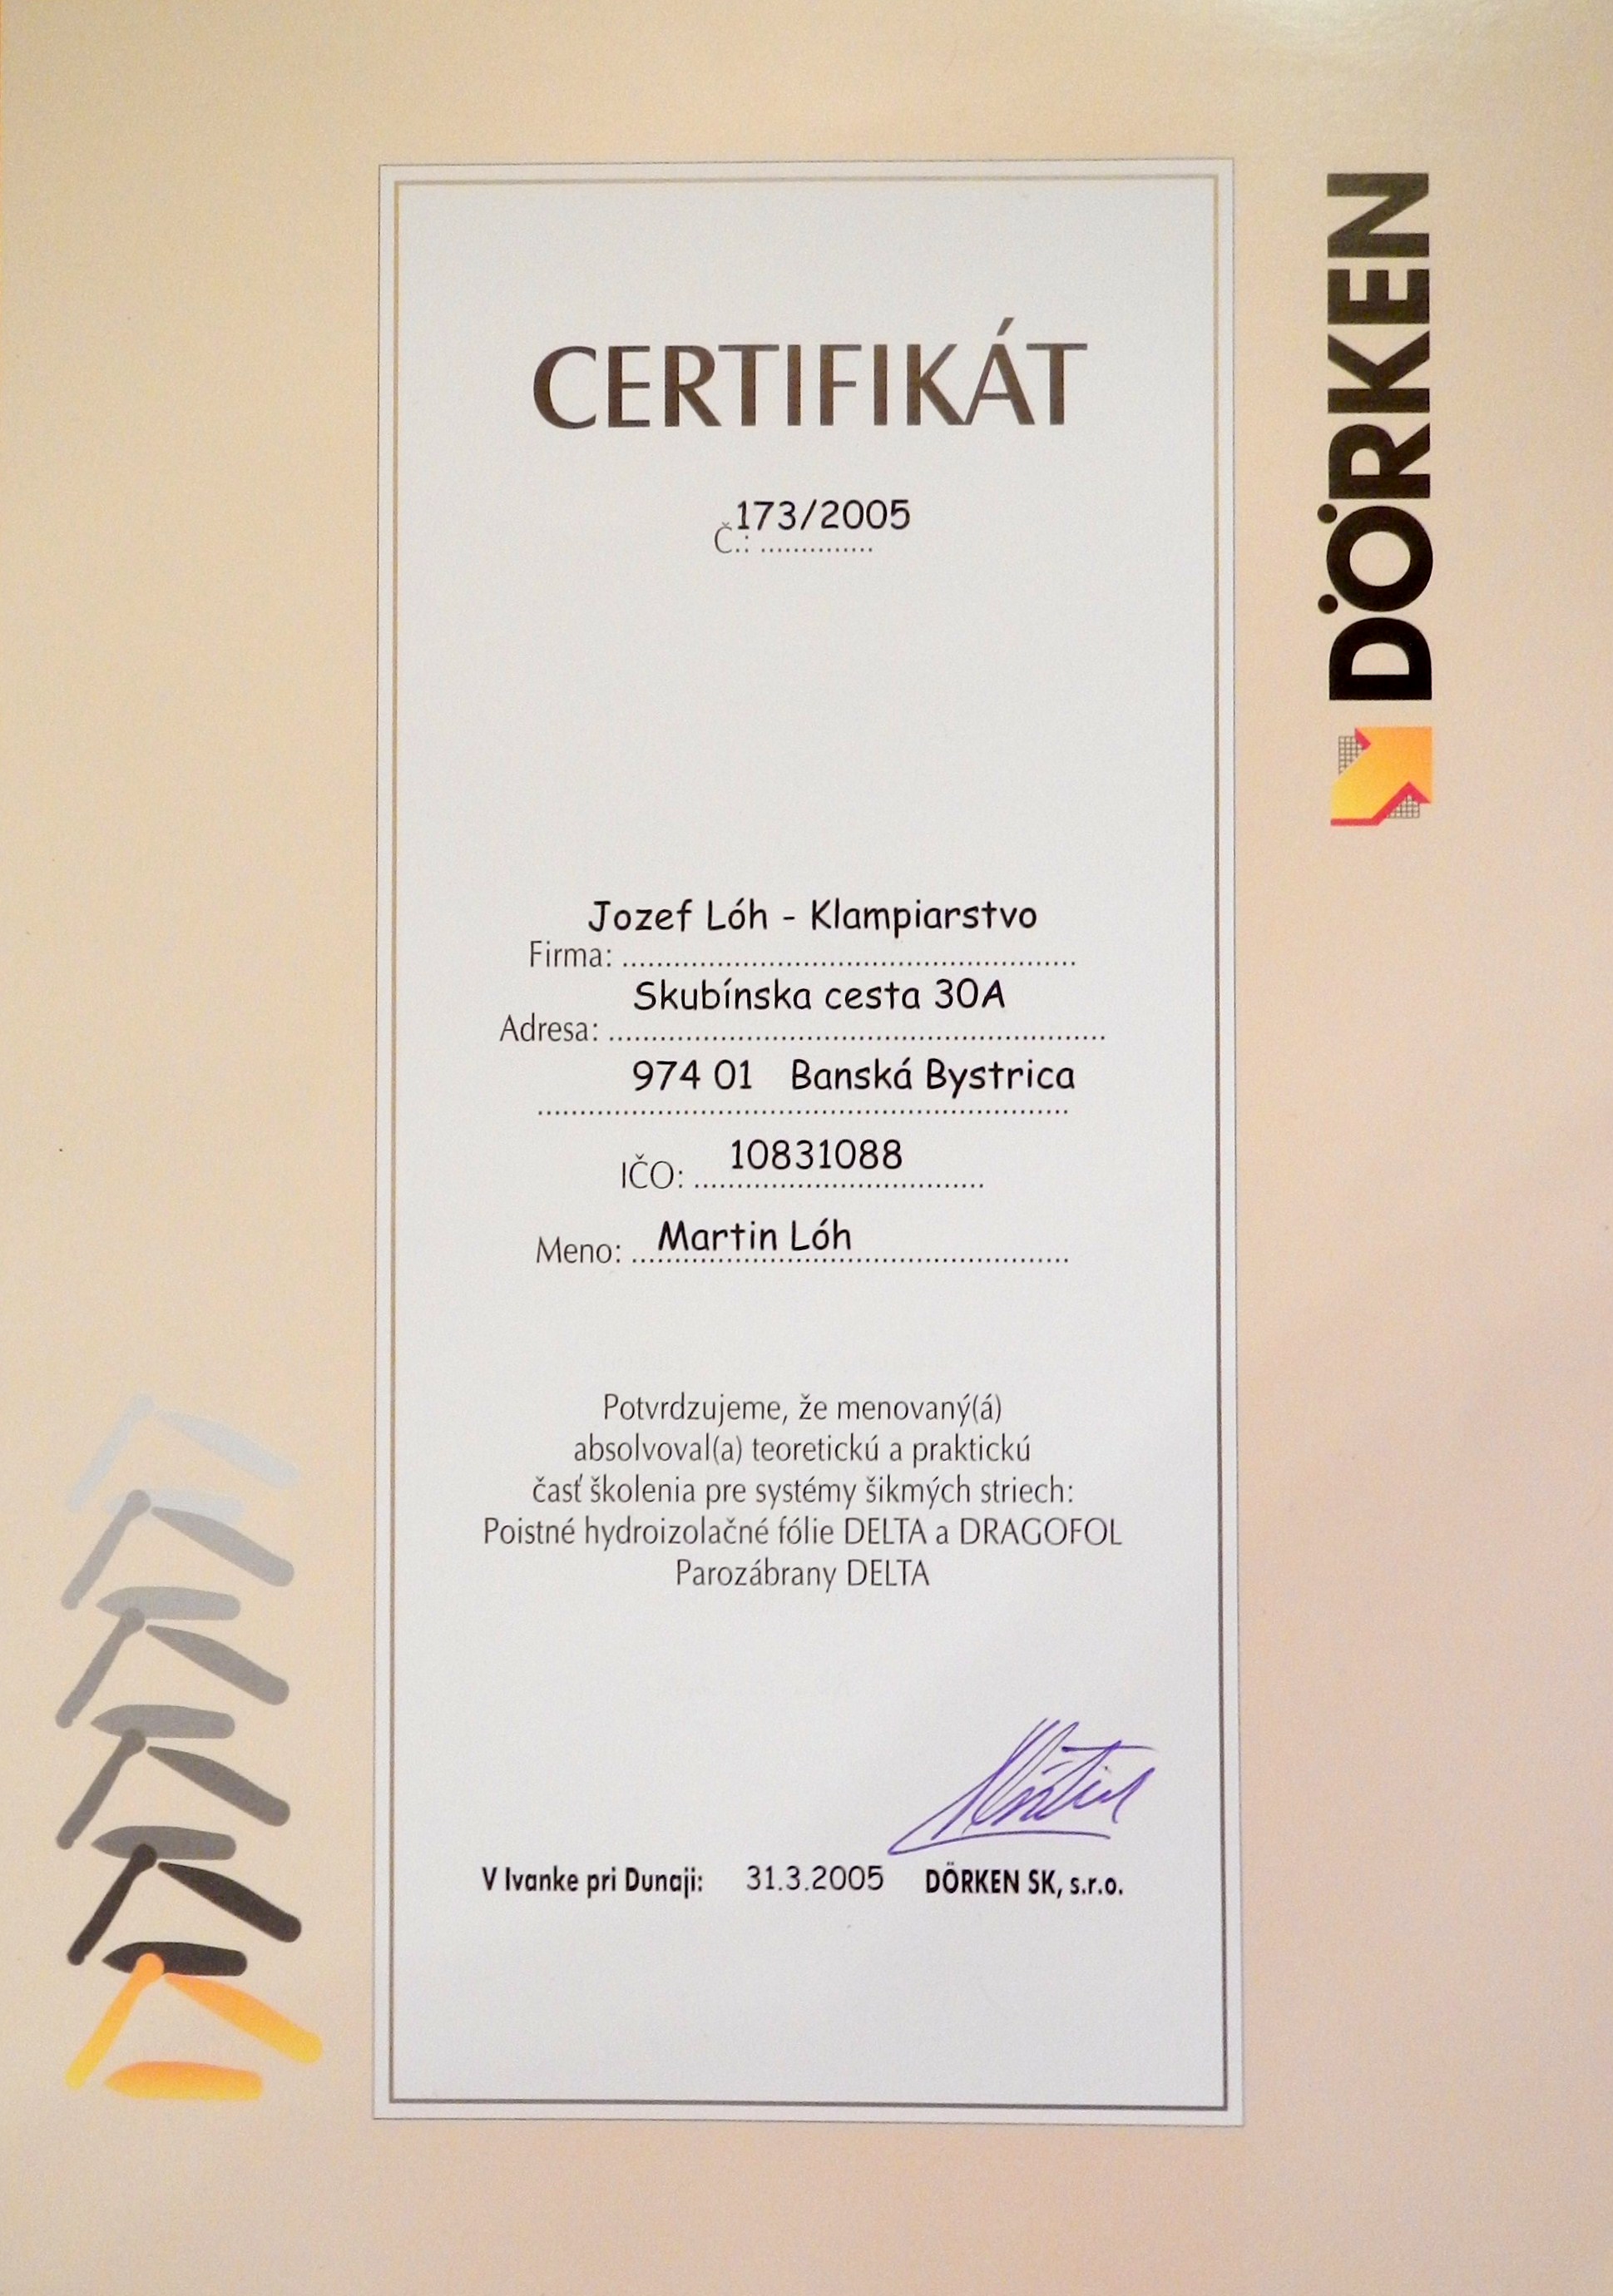 CERTIFIKÁT
Č.: 173/2005
DÖRKEN
Firma: Jozef Lóh - Klampiarstvo
Adresa: Skubínska cesta 30A
974 01 Banská Bystrica
IČO: 10831088
Meno: Martin Lóh
Potvrdzujeme, že menovaný(á)
absolvoval(a) teoretickú a praktickú
časť školenia pre systémy šikmých striech:
Poistné hydroizolačné fólie DELTA a DRAGOFOL
Parozábrany DELTA
V Ivanke pri Dunaji: 31.3.2005 DÖRKEN SK, s.r.o.